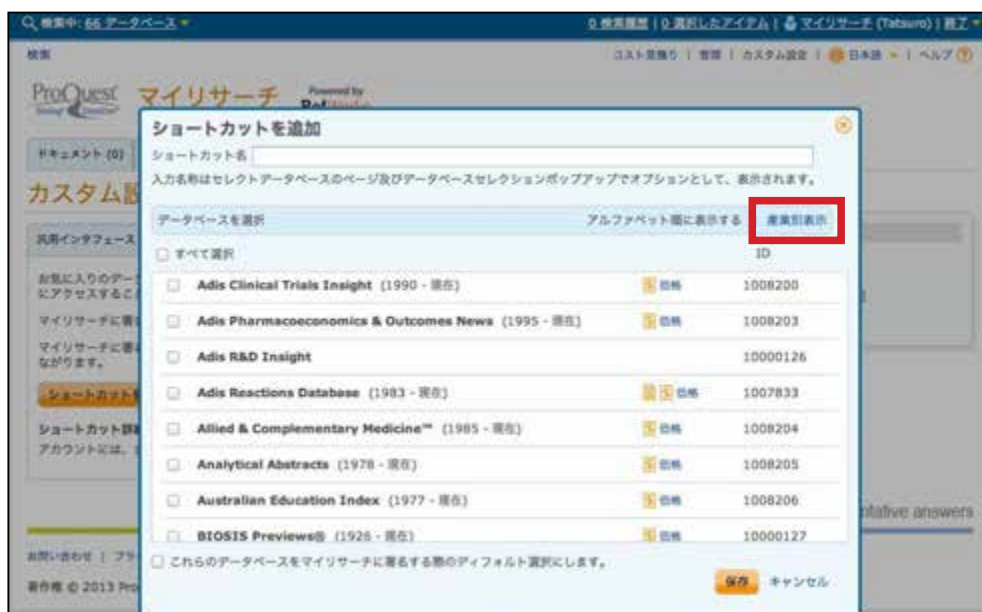 検索中: 66 データベース
0 検索履歴 | 0 選択したアイテム | マイリサーチ (Tatsuro) | 終了
検索
コスト見積り | 管理 | カスタム設定 | 日本語 | ヘルプ ?
ProQuest マイリサーチ Powered by
ドキュメント (0)
カスタム設
ショートカットを追加
ショートカット名
入力名称はセレクトデータベースのページ及びデータベースセレクションポップアップでオプションとして、表示されます。
データベースを選択 アルファベット順に表示する 産業別表示
すべて選択 ID
Adis Clinical Trials Insight (1990 - 現在) $ 価格 1008200
Adis Pharmacoeconomics & Outcomes News (1995 - 現在) $ 価格 1008203
Adis R&D Insight 10000126
Adis Reactions Database (1983 - 現在) $ 価格 1007833
Allied & Complementary Medicine™ (1985 - 現在) $ 価格 1008204
Analytical Abstracts (1978 - 現在) $ 価格 1008205
Australian Education Index (1977 - 現在) $ 価格 1008206
BIOSIS Previews® (1926 - 現在) $ 価格 10000127
これらのデータベースをマイリサーチに署名する際のディフォルト選択にします。
保存 キャンセル
汎用インタフェース
お気に入りのデー
にアクセスするこ
マイリサーチに署
マイリサーチに署
ながります。
ショートカットを
ショートカット詳
アカウントには、
ntative answers
お問い合わせ | プラ
著作権 © 2013 Pro